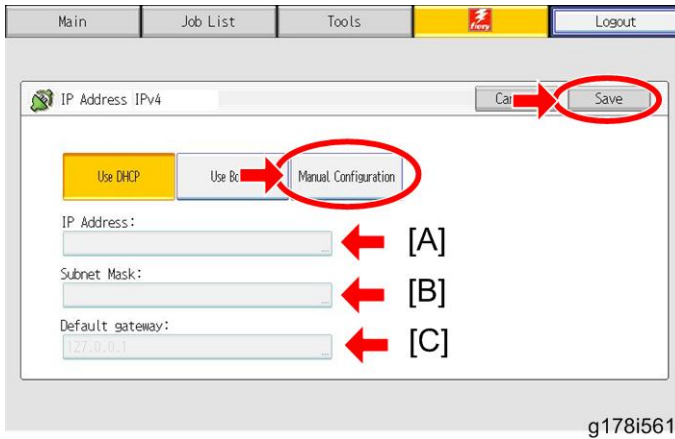 Main Job List Tools fiery Logout
IP Address IPv4 Save
Use DHCP Manual Configuration
IP Address:
[A]
Subnet Mask:
[B]
Default gateway:
127.0.0.1 [C]
g178i561